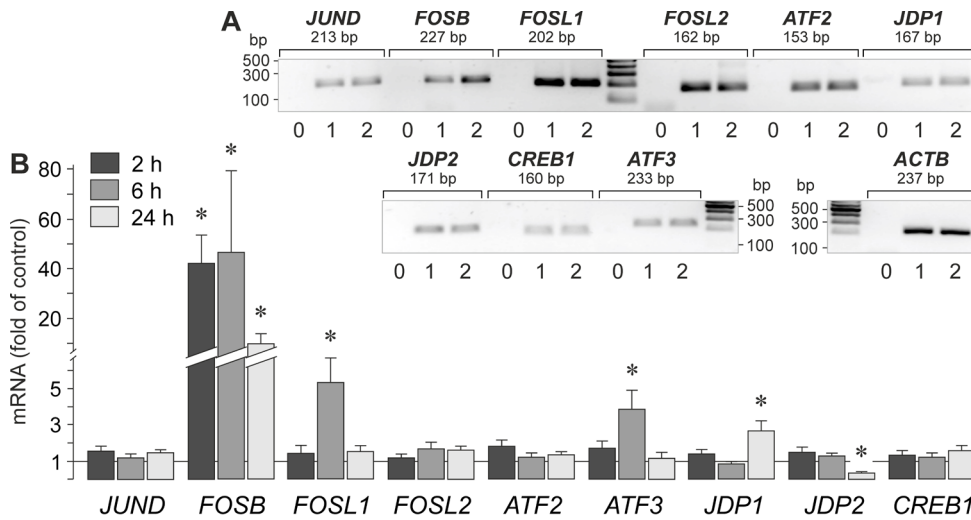 A
JUND FOSB FOSL1 FOSL2 ATF2 JDP1
bp 213 bp 227 bp 202 bp 162 bp 153 bp 167 bp
500
300
100
0 1 2 0 1 2 0 1 2 0 1 2 0 1 2 0 1 2
B
JDP2 CREB1 ATF3 ACTB
171 bp 160 bp 233 bp bp bp 237 bp
500 500
300 300
100 100
0 1 2 0 1 2 0 1 2 0 1 2
2 h
6 h
24 h
mRNA (fold of control)
80
60
40
20
5
3
1
* * * * * * *
JUND FOSB FOSL1 FOSL2 ATF2 ATF3 JDP1 JDP2 CREB1